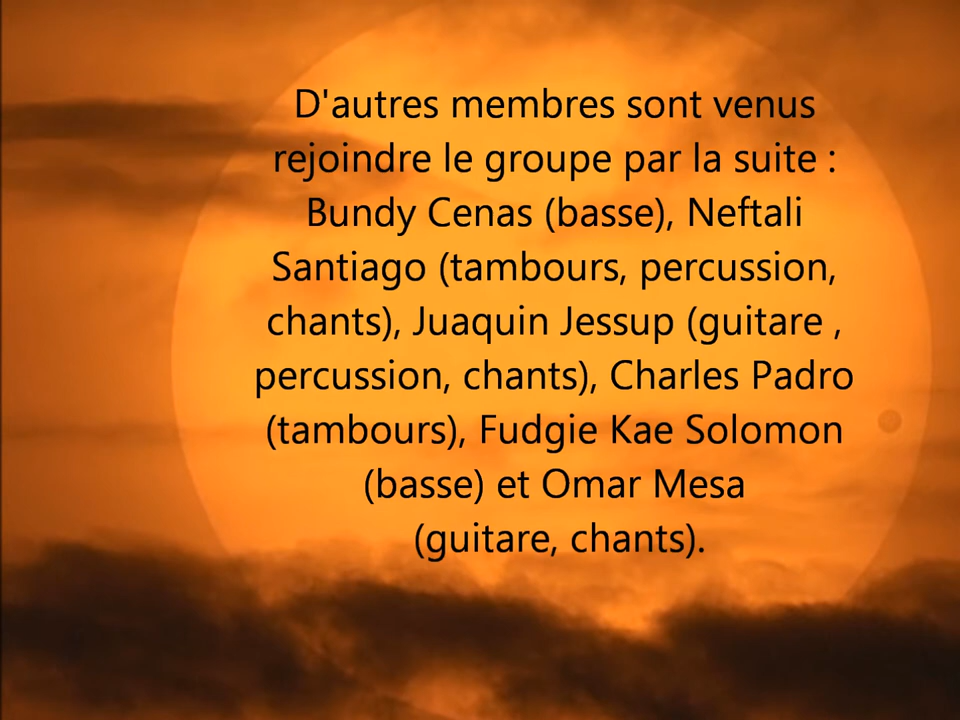 D'autres membres sont venus
rejoindre le groupe par la suite :
Bundy Cenas (basse), Neftali
Santiago (tambours, percussion,
chants), Juaquin Jessup (guitare ,
percussion, chants), Charles Padro
(tambours), Fudgie Kae Solomon
(basse) et Omar Mesa
(guitare, chants).